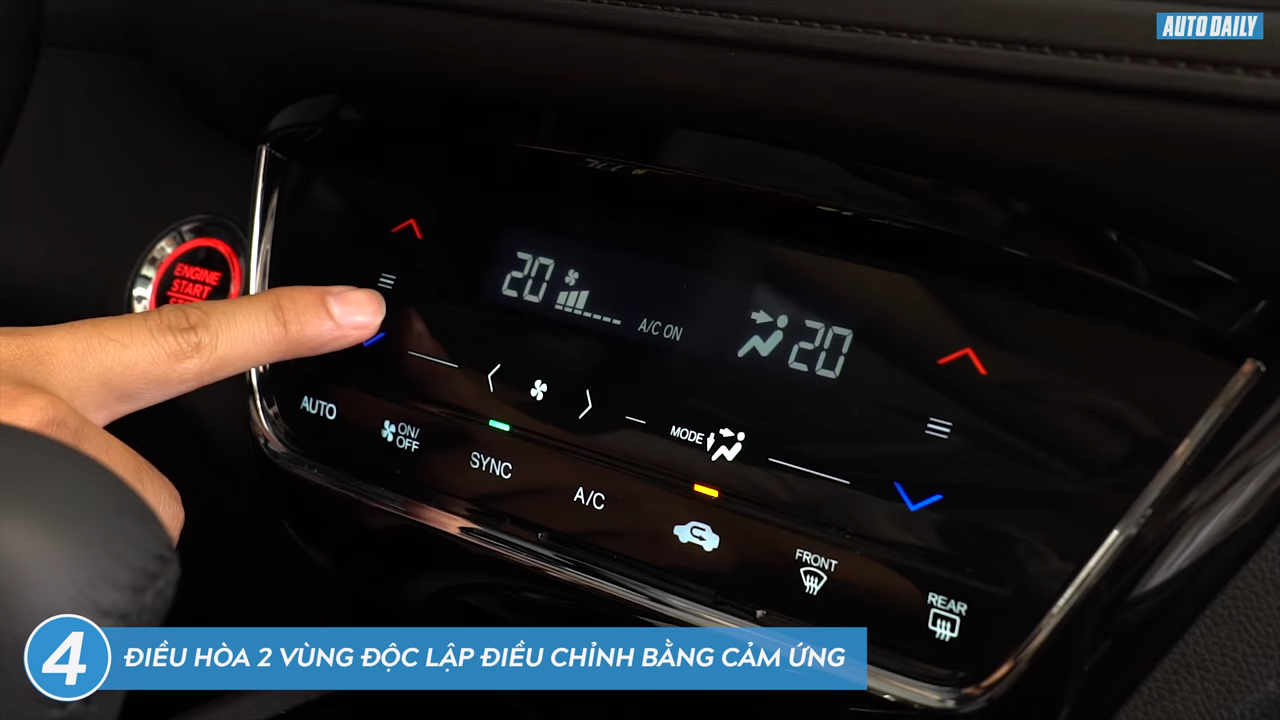 AUTO DAILY
ENGINE
START
20
A/C ON
20
AUTO
ON/
OFF
SYNC
A/C
MODE
FRONT
REAR
4
ĐIỀU HÒA 2 VÙNG ĐỘC LẬP ĐIỀU CHỈNH BẰNG CẢM ỨNG